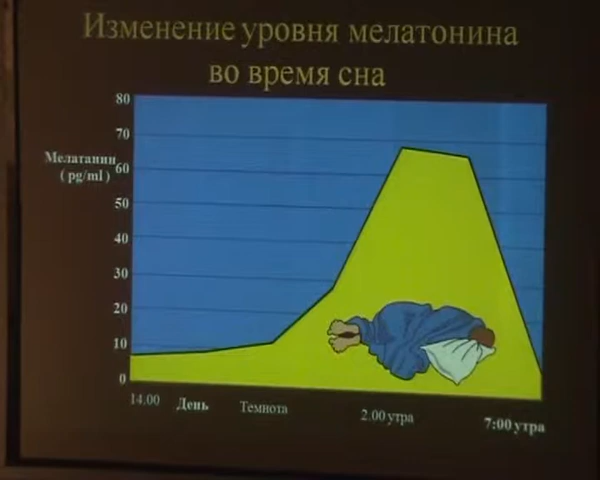 Изменение уровня мелатонина
во время сна
80
70
Мелатанин
(pg/ml)
60
50
40
30
20
10
0
14.00 День Темнота 2.00 утра 7:00 утра